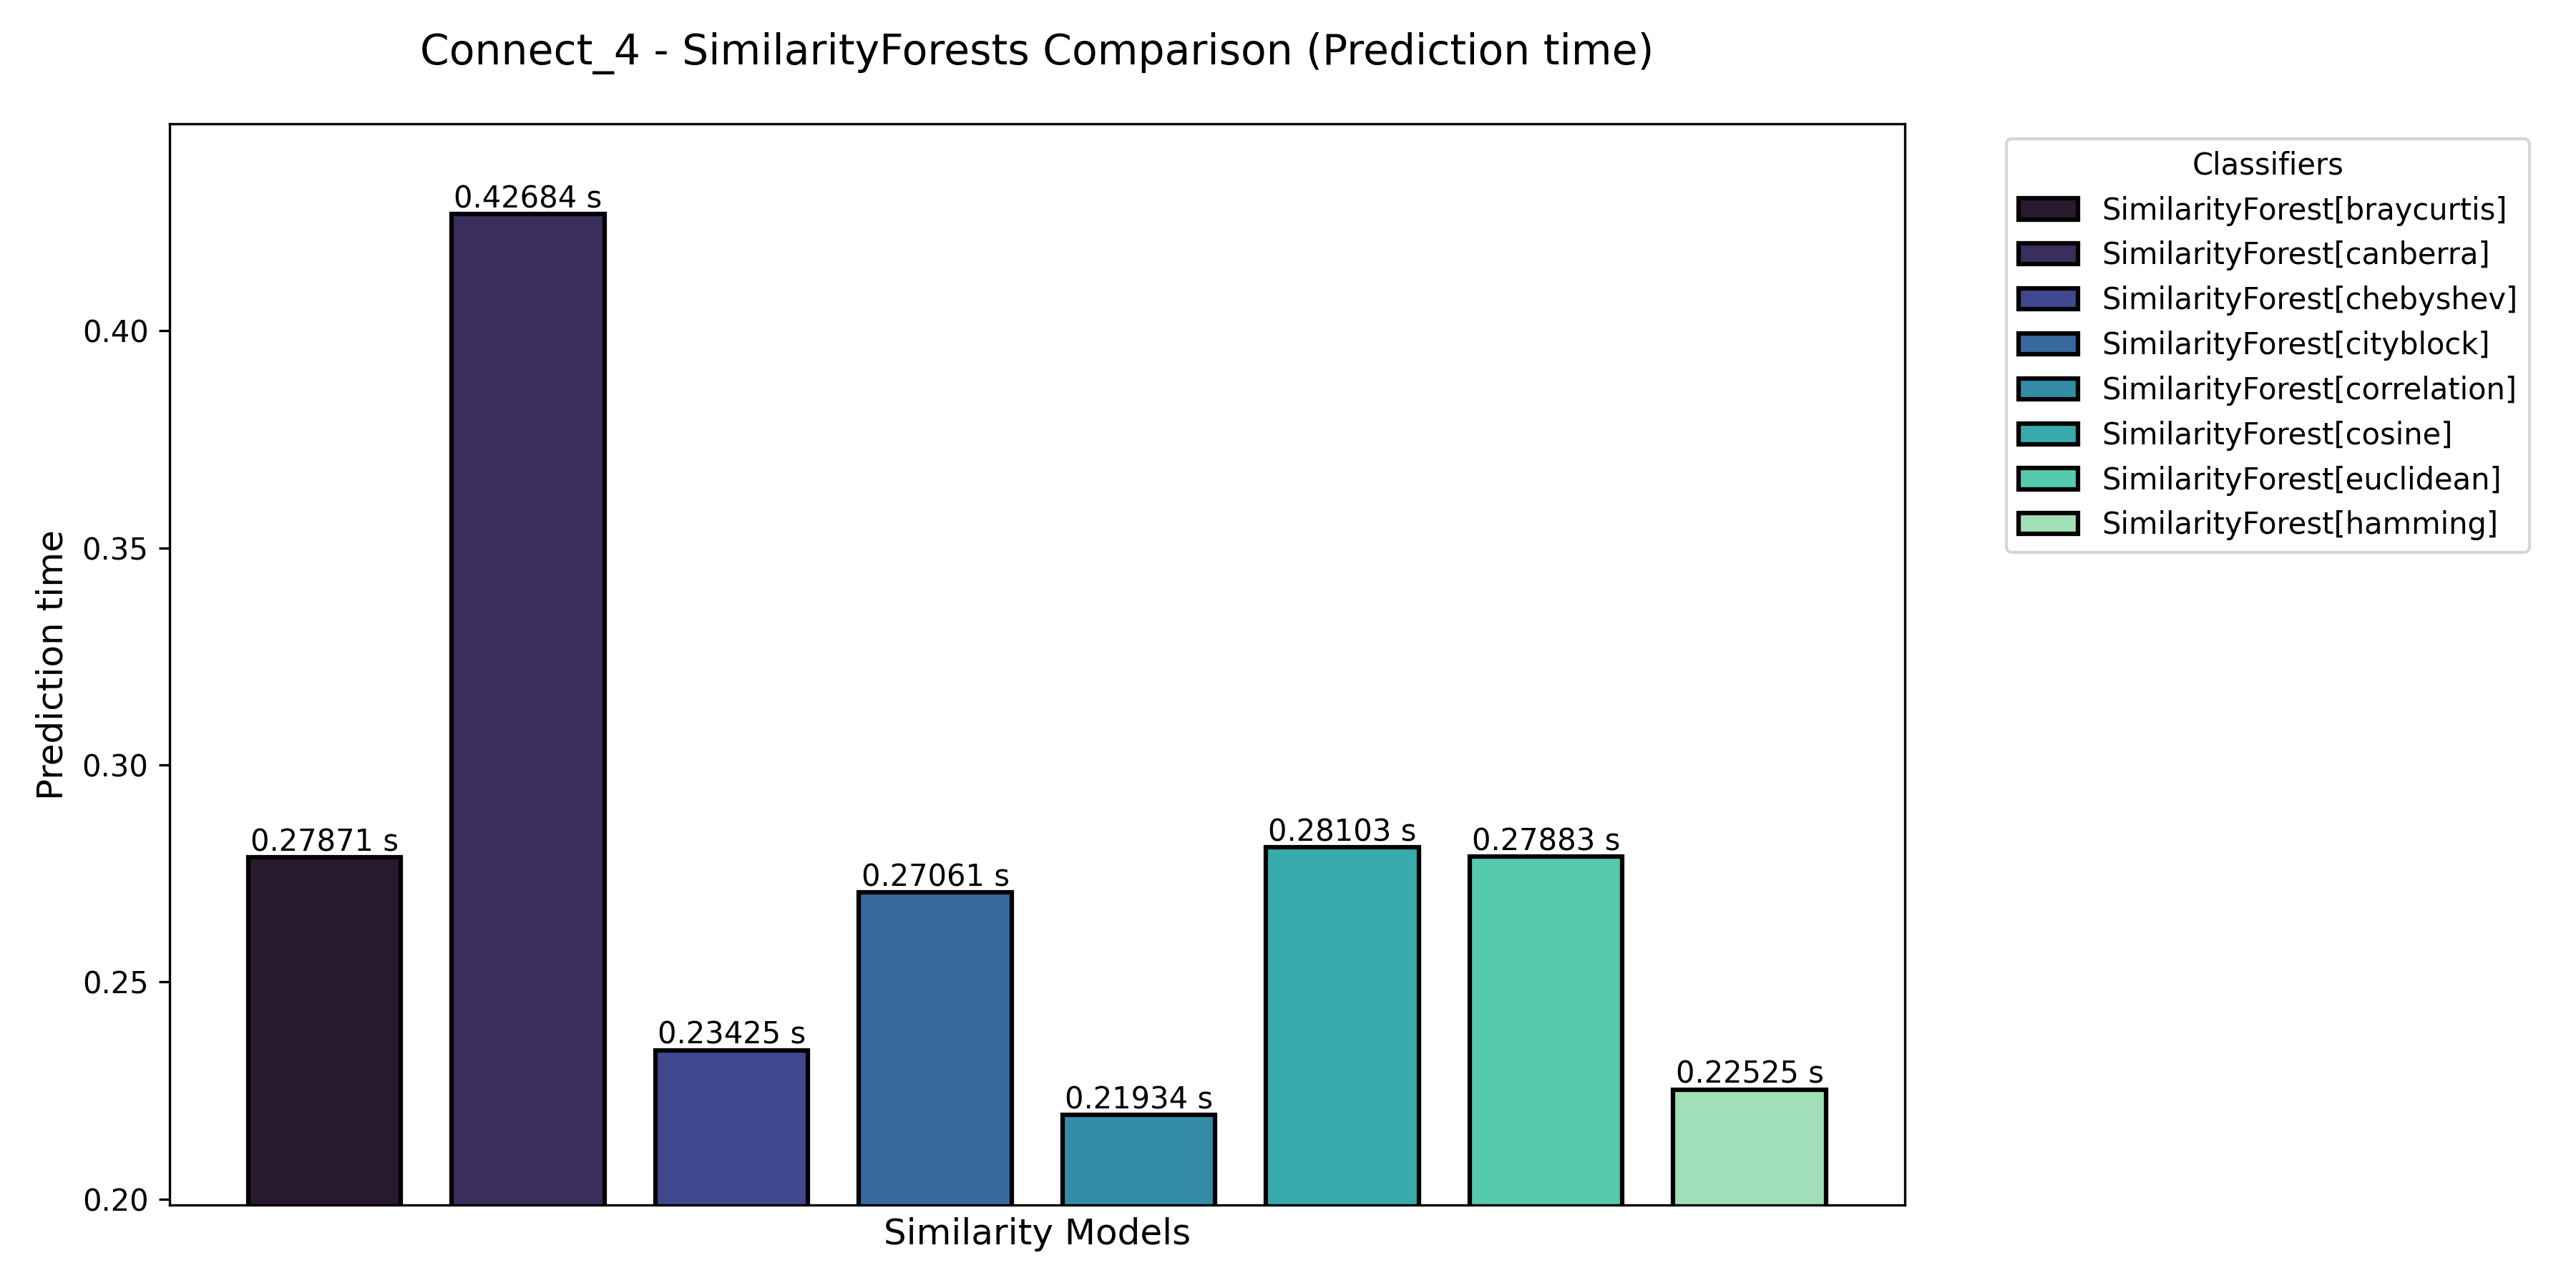 Connect_4 - SimilarityForests Comparison (Prediction time)
Prediction time
0.40
0.35
0.30
0.25
0.20
0.27871 s
0.42684 s
0.23425 s
0.27061 s
0.21934 s
0.28103 s
0.27883 s
0.22525 s
Similarity Models
Classifiers
SimilarityForest[braycurtis]
SimilarityForest[canberra]
SimilarityForest[chebyshev]
SimilarityForest[cityblock]
SimilarityForest[correlation]
SimilarityForest[cosine]
SimilarityForest[euclidean]
SimilarityForest[hamming]